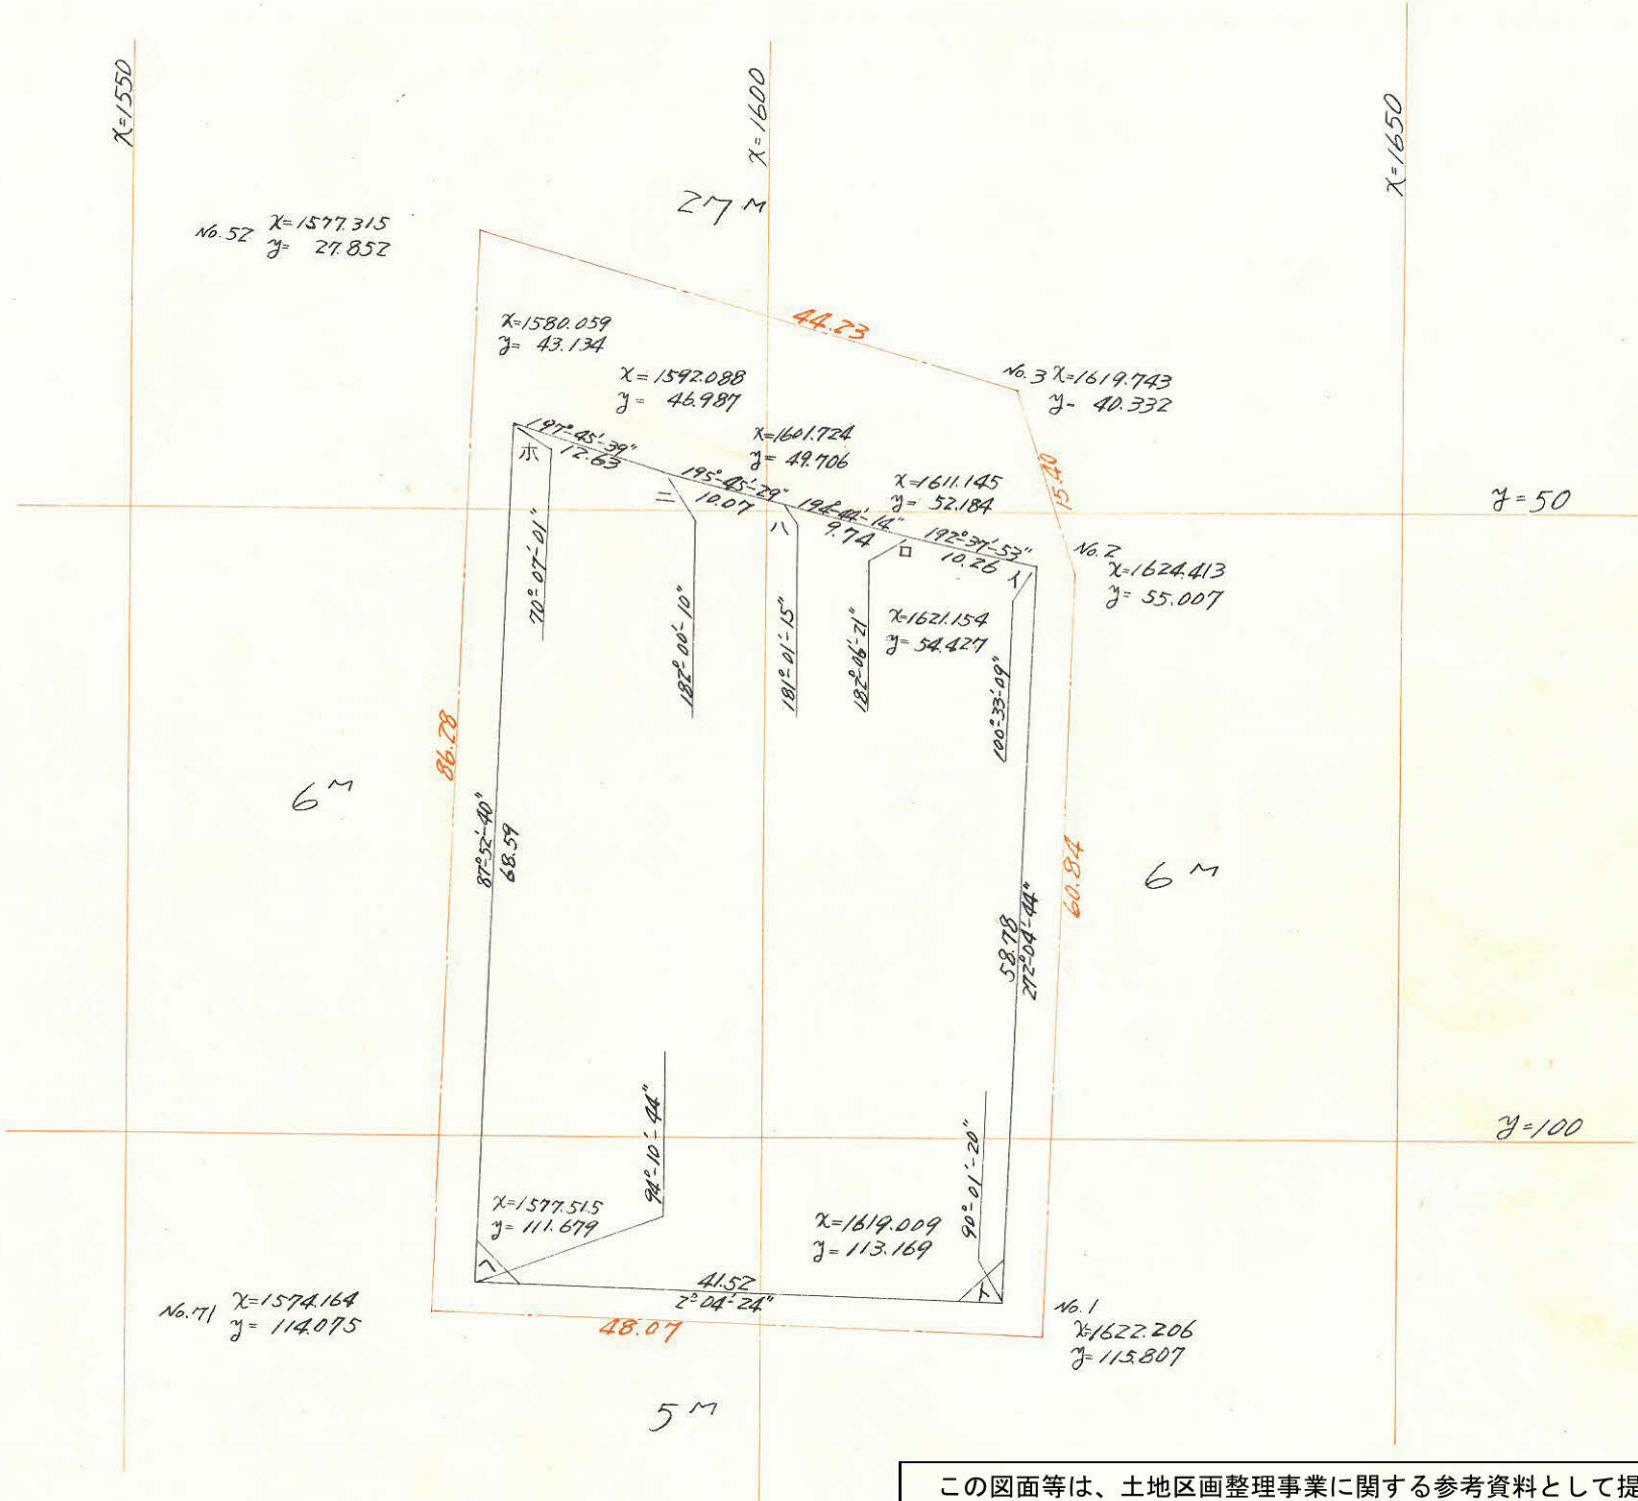 x=1550
x=1600
x=1650
27M
No.52 x=1577.315
y= 27.852
44.23
x=1580.059
y= 43.134
x=1592.088
y= 46.987
No.3 x=1619.743
y- 40.332
197°-45'-39"
12.63
ホ
x=1601.724
y= 49.706
195°-45'-29"
10.07
ニ
x=1611.145
y= 52.184
194°-44'-14"
9.74
ハ
15.40
y=50
192°-37'-53"
10.26
ロ
イ
No.2
x=1624.413
y= 55.007
70°-07'-01"
182°-00'-10"
181°-01'-15"
182°-06'-21"
x=1621.154
y= 54.427
100°-33'-09"
86.28
6M
87°-52'-40"
68.59
60.84
6M
58.78
272°-04'-44"
94°-10'-44"
90°-01'-20"
y=100
x=1577.515
y= 111.679
ヘ
x=1619.009
y= 113.169
ト
41.52
2°-04'-24"
No.71 x=1574.164
y= 114.075
48.07
No.1
x=1622.206
y=115.807
5M
この図面等は、土地区画整理事業に関する参考資料として提